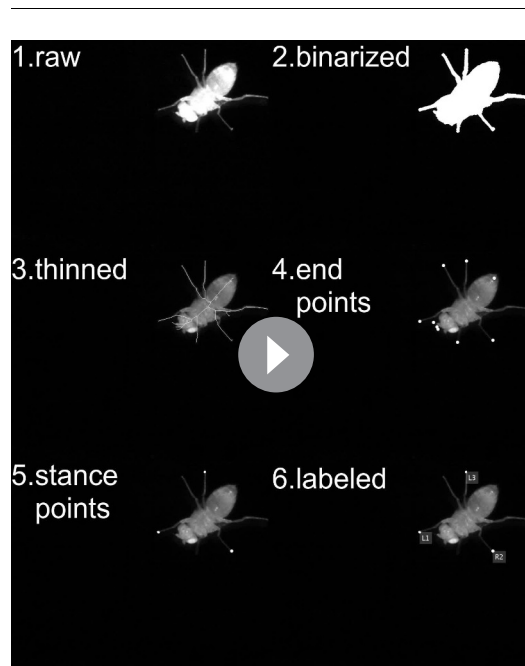 1.raw
2.binarized
3.thinned
4.end
points
5.stance
points
6.labeled
L3
L1
R2